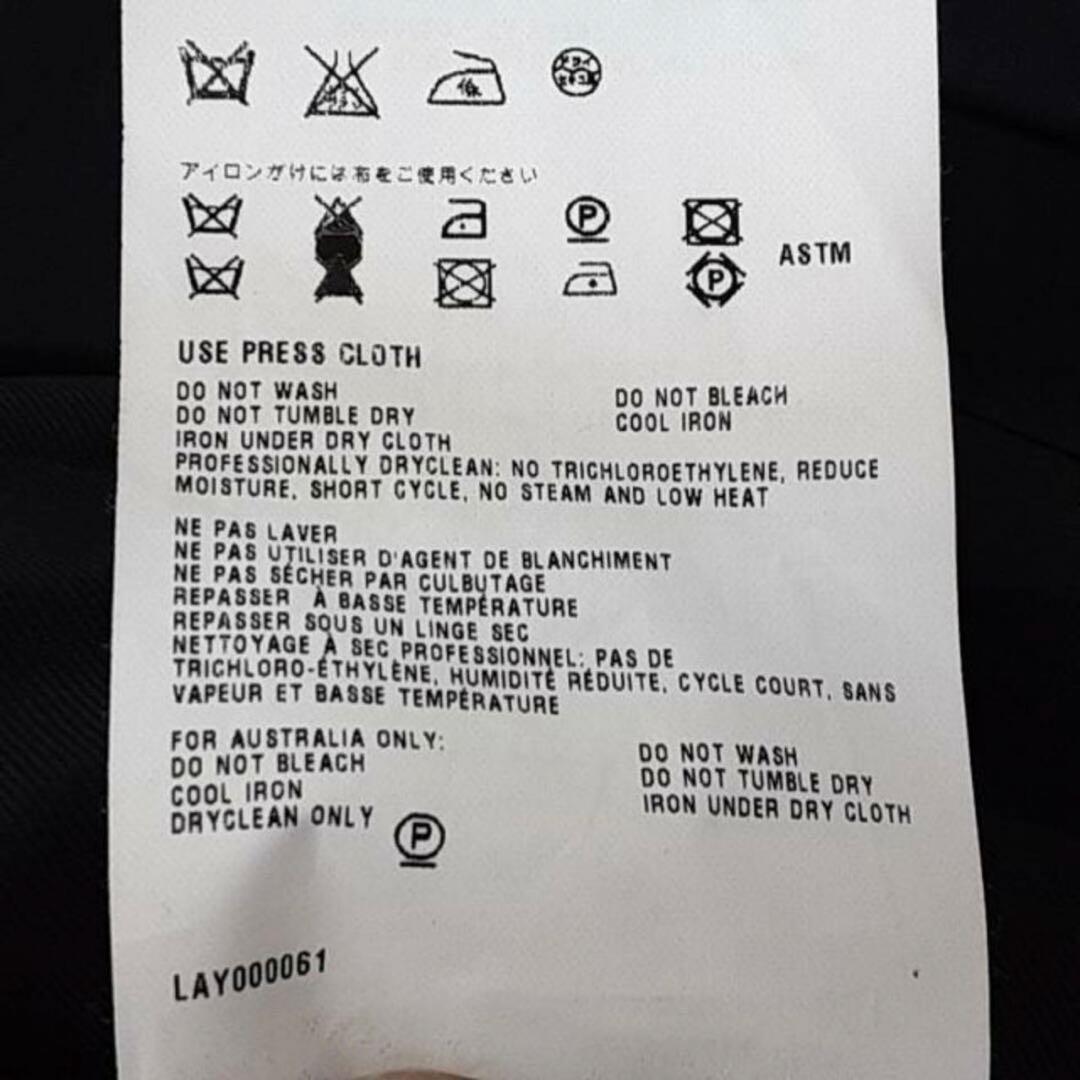 低
アイロンがけには布をご使用ください
P
ASTM
P
USE PRESS CLOTH
DO NOT WASH DO NOT BLEACH
DO NOT TUMBLE DRY COOL IRON
IRON UNDER DRY CLOTH
PROFESSIONALLY DRYCLEAN: NO TRICHLOROETHYLENE, REDUCE
MOISTURE, SHORT CYCLE, NO STEAM AND LOW HEAT
NE PAS LAVER
NE PAS UTILISER D'AGENT DE BLANCHIMENT
NE PAS SÉCHER PAR CULBUTAGE
REPASSER À BASSE TEMPÉRATURE
REPASSER SOUS UN LINGE SEC
NETTOYAGE À SEC PROFESSIONNEL: PAS DE
TRICHLORO-ÉTHYLÈNE, HUMIDITÉ RÉDUITE, CYCLE COURT, SANS
VAPEUR ET BASSE TEMPÉRATURE
FOR AUSTRALIA ONLY: DO NOT WASH
DO NOT BLEACH DO NOT TUMBLE DRY
COOL IRON IRON UNDER DRY CLOTH
DRYCLEAN ONLY P
LAY000061